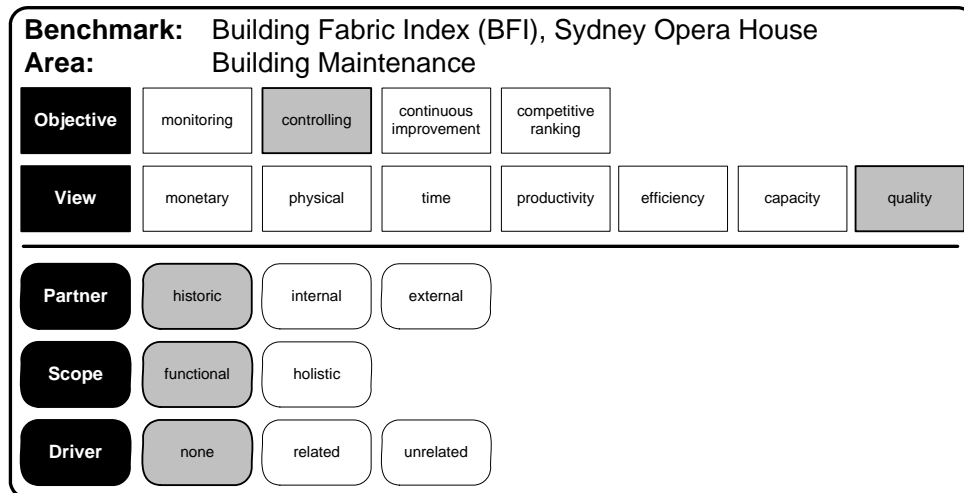 Benchmark: Building Fabric Index (BFI), Sydney Opera House
Area: Building Maintenance
Objective monitoring controlling continuous improvement competitive ranking
View monetary physical time productivity efficiency capacity quality
Partner historic internal external
Scope functional holistic
Driver none related unrelated